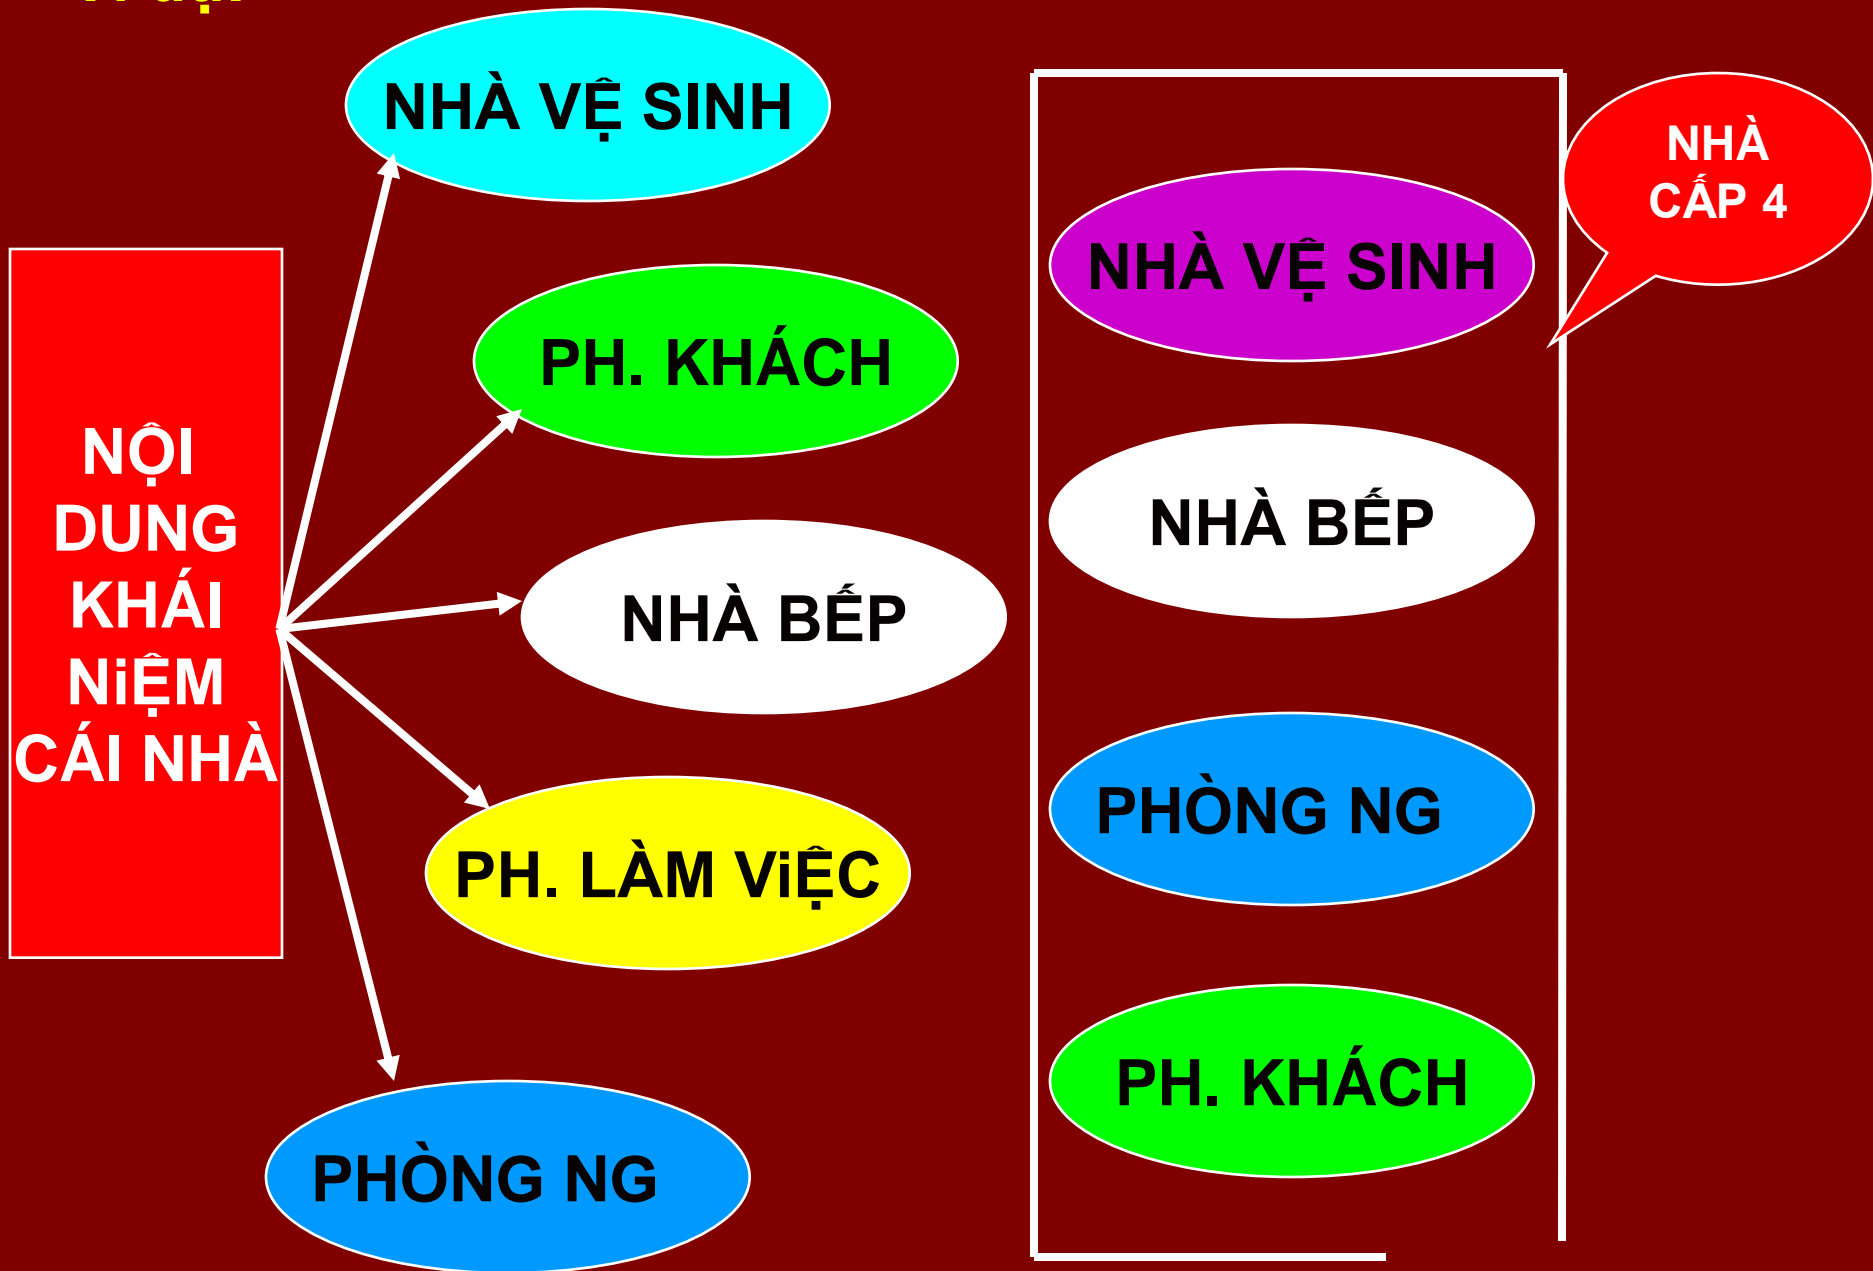 NHÀ VỆ SINH
PH. KHÁCH
NHÀ BẾP
PH. LÀM ViỆC
PHÒNG NG
NỘI
DUNG
KHÁI
NiỆM
CÁI NHÀ
NHÀ VỆ SINH
NHÀ BẾP
PHÒNG NG
PH. KHÁCH
NHÀ
CẤP 4